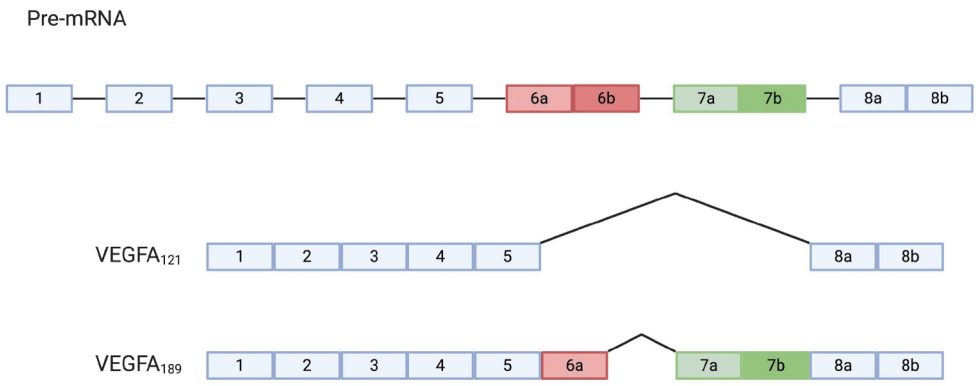 Pre-mRNA
1 2 3 4 5 6a 6b 7a 7b 8a 8b
VEGFA₁₂₁ 1 2 3 4 5 8a 8b
VEGFA₁₈₉ 1 2 3 4 5 6a 7a 7b 8a 8b